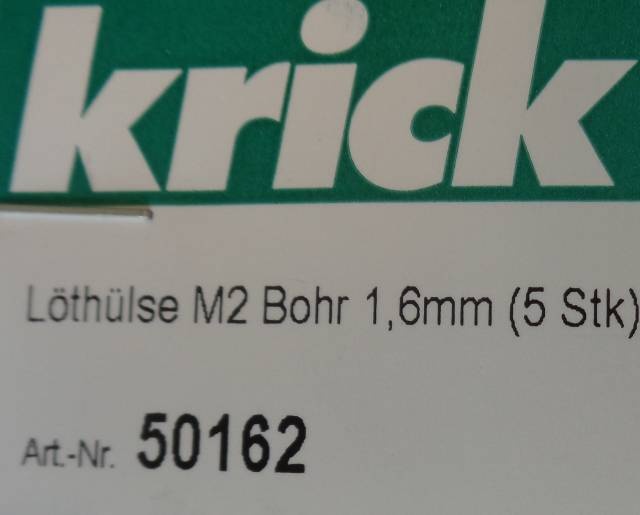 krick
Löthülse M2 Bohr 1,6mm (5 Stk)
Art.-Nr. 50162